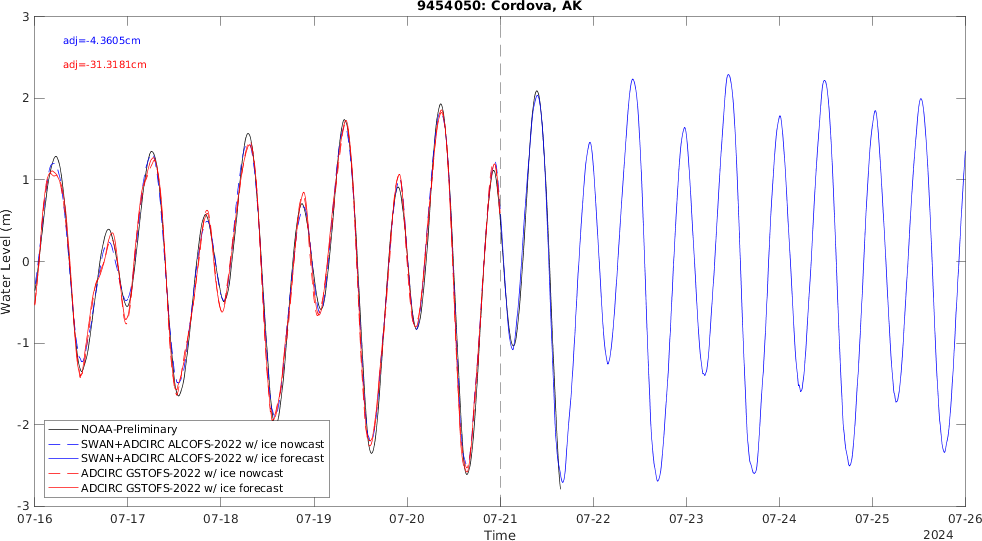 9454050: Cordova, AK
adj=-4.3605cm
adj=-31.3181cm
3
2
1
0
-1
-2
-3
Water Level (m)
NOAA-Preliminary
SWAN+ADCIRC ALCOFS-2022 w/ ice nowcast
SWAN+ADCIRC ALCOFS-2022 w/ ice forecast
ADCIRC GSTOFS-2022 w/ ice nowcast
ADCIRC GSTOFS-2022 w/ ice forecast
07-16 07-17 07-18 07-19 07-20 07-21 07-22 07-23 07-24 07-25 07-26
Time
2024